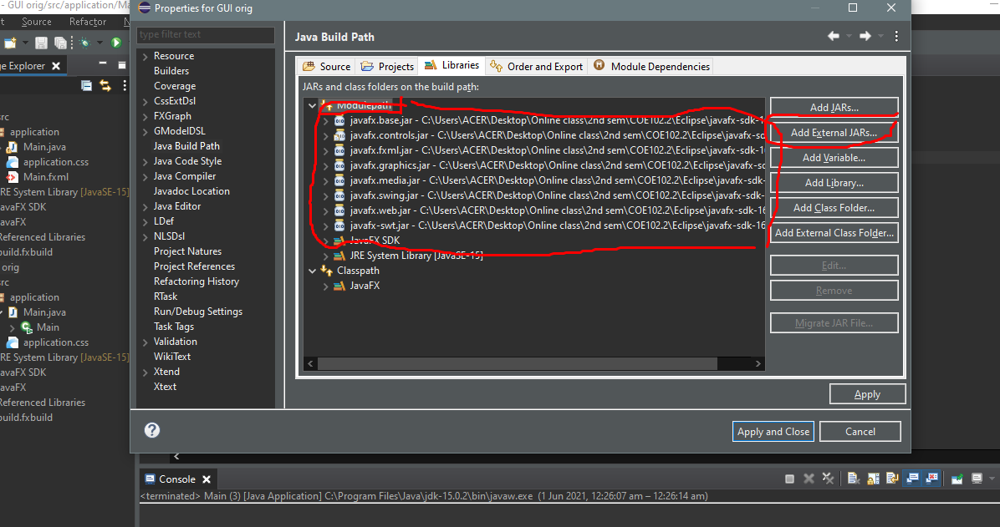 - GUI orig/src/application/Ma
t Source Refactor N
ge Explorer
src
application
Main.java
application.css
Main.fxml
JRE System Library [JavaSE-15]
JavaFX SDK
JavaFX
Referenced Libraries
build.fxbuild
orig
src
application
Main.java
Main
application.css
JRE System Library [JavaSE-15]
JavaFX SDK
JavaFX
Referenced Libraries
build.fxbuild
Properties for GUI orig
type filter text
Resource
Builders
Coverage
CssExtDsl
FXGraph
GModelDSL
Java Build Path
Java Code Style
Java Compiler
Javadoc Location
Java Editor
LDef
NLSDsl
Project Natures
Project References
Refactoring History
RTask
Run/Debug Settings
Task Tags
Validation
WikiText
Xtend
Xtext
Java Build Path
Source Projects Libraries Order and Export Module Dependencies
JARs and class folders on the build path:
Modulepath
javafx.base.jar - C:\Users\ACER\Desktop\Online class\2nd sem\COE102.2\Eclipse\javafx-sdk-1
javafx.controls.jar - C:\Users\ACER\Desktop\Online class\2nd sem\COE102.2\Eclipse\javafx-sd
javafx.fxml.jar - C:\Users\ACER\Desktop\Online class\2nd sem\COE102.2\Eclipse\javafx-sdk-16
javafx.graphics.jar - C:\Users\ACER\Desktop\Online class\2nd sem\COE102.2\Eclipse\javafx-sd
javafx.media.jar - C:\Users\ACER\Desktop\Online class\2nd sem\COE102.2\Eclipse\javafx-sdk-
javafx.swing.jar - C:\Users\ACER\Desktop\Online class\2nd sem\COE102.2\Eclipse\javafx-sdk-
javafx.web.jar - C:\Users\ACER\Desktop\Online class\2nd sem\COE102.2\Eclipse\javafx-sdk-1
javafx-swt.jar - C:\Users\ACER\Desktop\Online class\2nd sem\COE102.2\Eclipse\javafx-sdk-16
JavaFX SDK
JRE System Library [JavaSE-15]
Classpath
JavaFX
Add JARs...
Add External JARs...
Add Variable...
Add Library...
Add Class Folder...
Add External Class Folder...
Edit...
Remove
Migrate JAR File...
Apply
Apply and Close Cancel
Console
<terminated> Main (3) [Java Application] C:\Program Files\Java\jdk-15.0.2\bin\javaw.exe (1 Jun 2021, 12:26:07 am – 12:26:14 am)